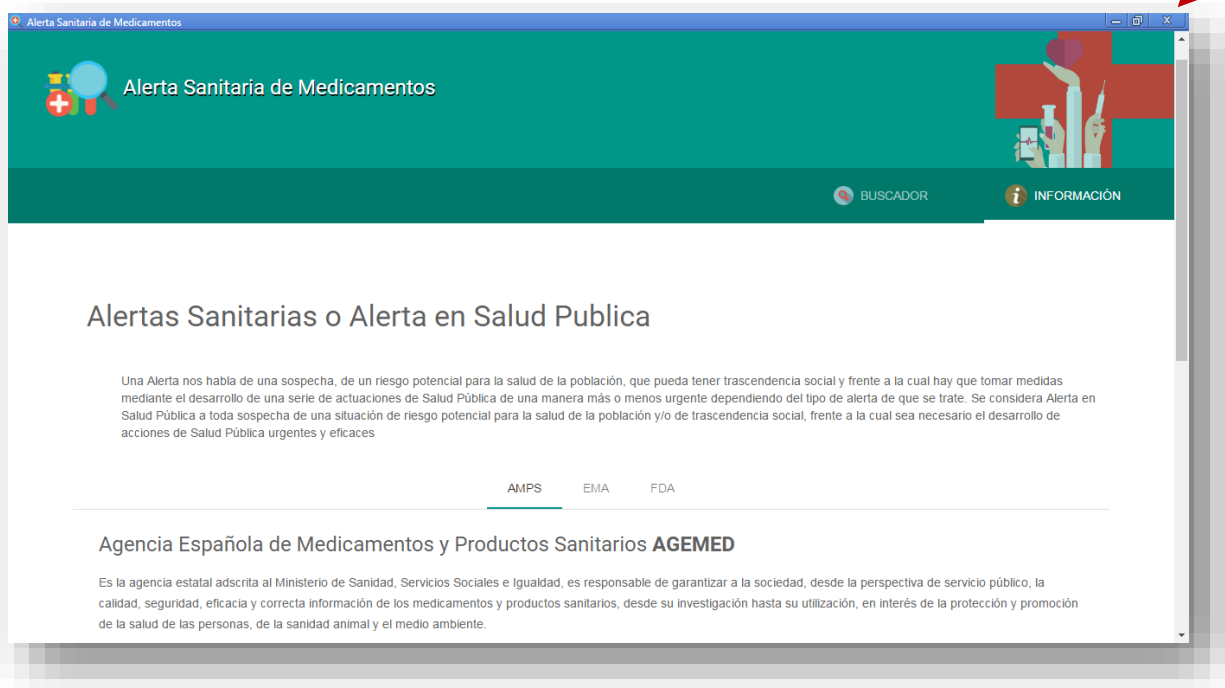 Alerta Sanitaria de Medicamentos
Alerta Sanitaria de Medicamentos
BUSCADOR
INFORMACIÓN
Alertas Sanitarias o Alerta en Salud Publica
Una Alerta nos habla de una sospecha, de un riesgo potencial para la salud de la población, que pueda tener trascendencia social y frente a la cual hay que tomar medidas
mediante el desarrollo de una serie de actuaciones de Salud Pública de una manera más o menos urgente dependiendo del tipo de alerta de que se trate. Se considera Alerta en
Salud Pública a toda sospecha de una situación de riesgo potencial para la salud de la población y/o de trascendencia social, frente a la cual sea necesario el desarrollo de
acciones de Salud Pública urgentes y eficaces
AMPS
EMA
FDA
Agencia Española de Medicamentos y Productos Sanitarios AGEMED
Es la agencia estatal adscrita al Ministerio de Sanidad, Servicios Sociales e Igualdad, es responsable de garantizar a la sociedad, desde la perspectiva de servicio público, la
calidad, seguridad, eficacia y correcta información de los medicamentos y productos sanitarios, desde su investigación hasta su utilización, en interés de la protección y promoción
de la salud de las personas, de la sanidad animal y el medio ambiente.